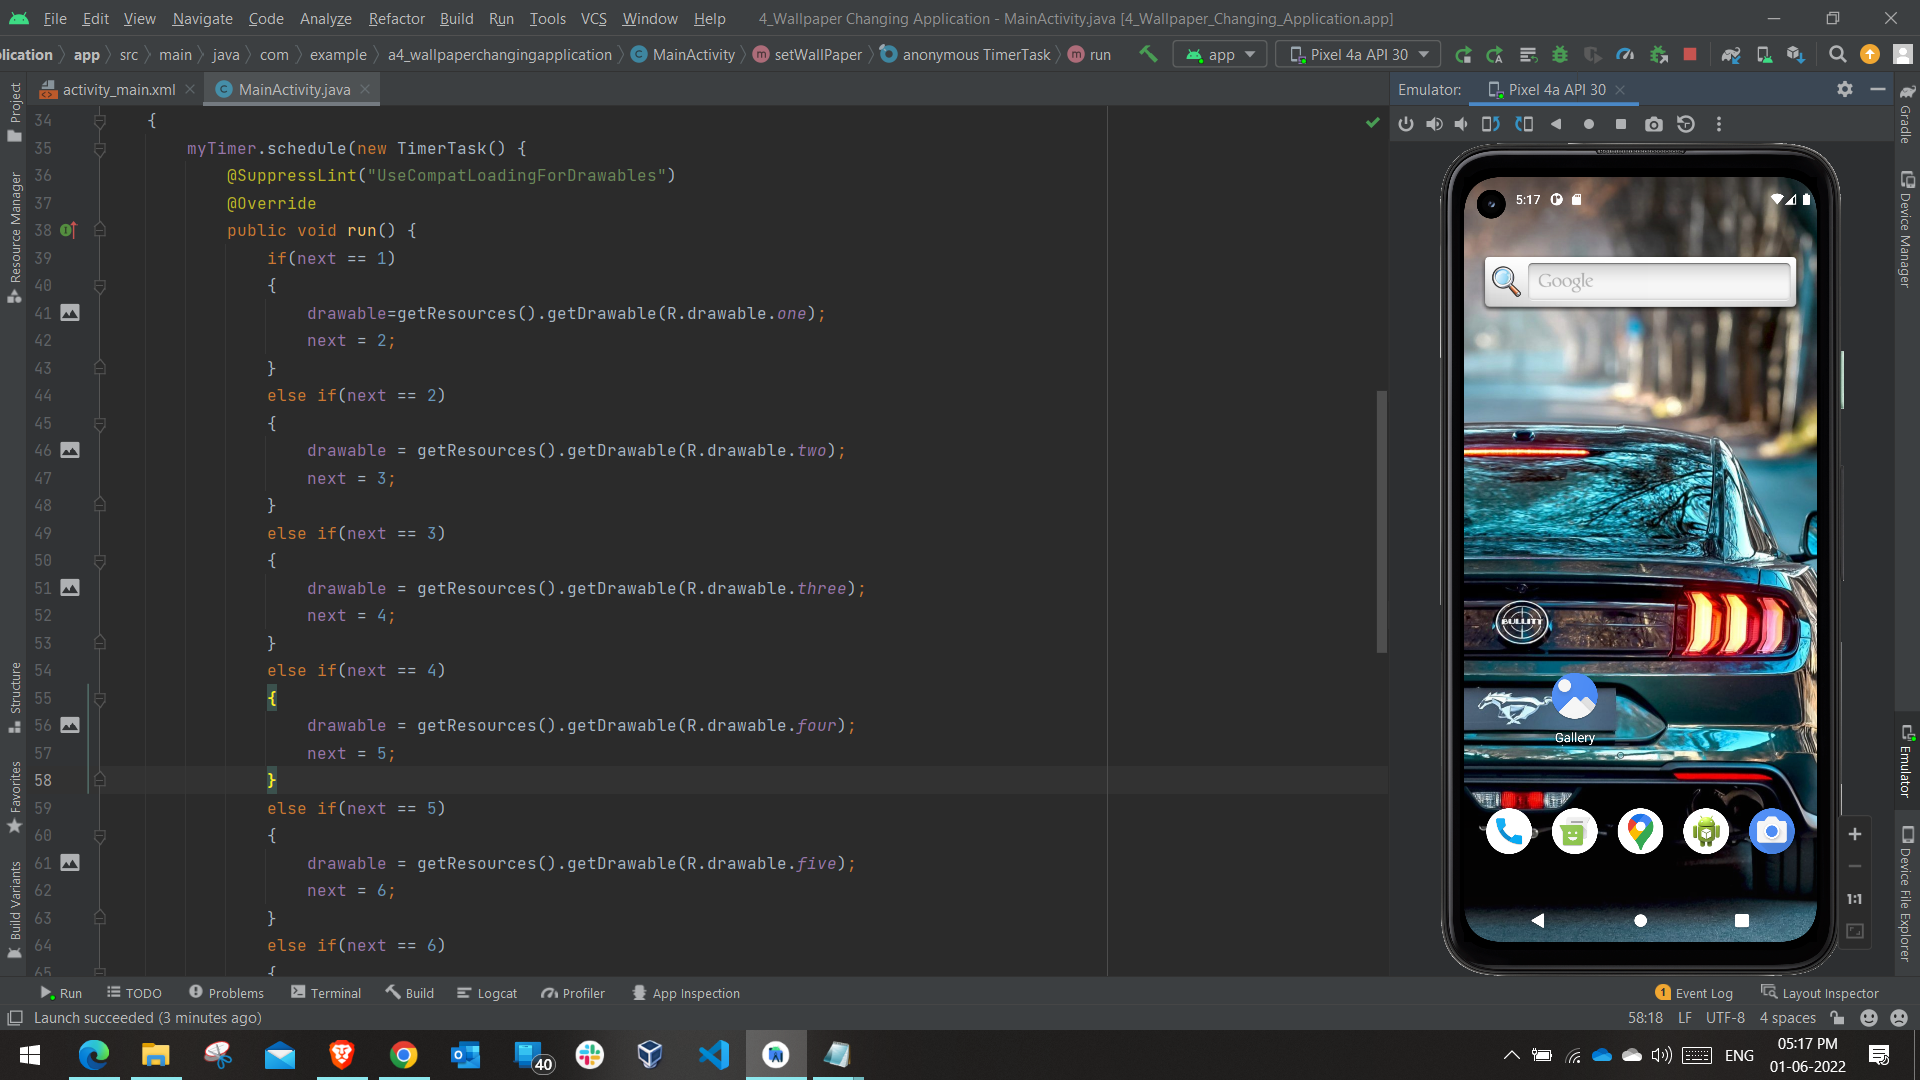 File Edit View Navigate Code Analyze Refactor Build Run Tools VCS Window Help 4_Wallpaper Changing Application - MainActivity.java [4_Wallpaper_Changing_Application.app]
plication app src main java com example a4_wallpaperchangingapplication MainActivity setWallPaper anonymous TimerTask run app Pixel 4a API 30
activity_main.xml MainActivity.java Emulator: Pixel 4a API 30
Project
Resource Manager
Structure
Favorites
Build Variants
34 {
35 myTimer.schedule(new TimerTask() {
36 @SuppressLint("UseCompatLoadingForDrawables")
37 @Override
38 public void run() {
39 if(next == 1)
40 {
41 drawable=getResources().getDrawable(R.drawable.one);
42 next = 2;
43 }
44 else if(next == 2)
45 {
46 drawable = getResources().getDrawable(R.drawable.two);
47 next = 3;
48 }
49 else if(next == 3)
50 {
51 drawable = getResources().getDrawable(R.drawable.three);
52 next = 4;
53 }
54 else if(next == 4)
55 {
56 drawable = getResources().getDrawable(R.drawable.four);
57 next = 5;
58 }
59 else if(next == 5)
60 {
61 drawable = getResources().getDrawable(R.drawable.five);
62 next = 6;
63 }
64 else if(next == 6)
65 {
5:17
Google
BULLITT
Gallery
1:1
Gradle
Device Manager
Emulator
Device File Explorer
Run TODO Problems Terminal Build Logcat Profiler App Inspection 1 Event Log Layout Inspector
Launch succeeded (3 minutes ago) 58:18 LF UTF-8 4 spaces
40
ENG
05:17 PM
01-06-2022